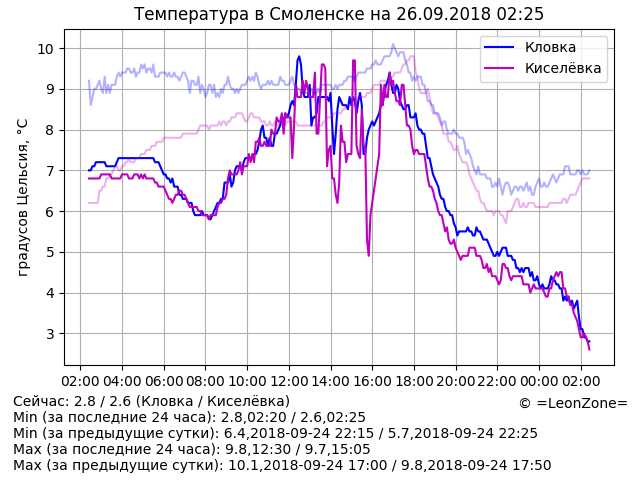 Температура в Смоленске на 26.09.2018 02:25
градусов Цельсия, °C
10
9
8
7
6
5
4
3
Кловка
Киселёвка
02:00 04:00 06:00 08:00 10:00 12:00 14:00 16:00 18:00 20:00 22:00 00:00 02:00
© =LeonZone=
Сейчас: 2.8 / 2.6 (Кловка / Киселёвка)
Min (за последние 24 часа): 2.8,02:20 / 2.6,02:25
Min (за предыдущие сутки): 6.4,2018-09-24 22:15 / 5.7,2018-09-24 22:25
Max (за последние 24 часа): 9.8,12:30 / 9.7,15:05
Max (за предыдущие сутки): 10.1,2018-09-24 17:00 / 9.8,2018-09-24 17:50